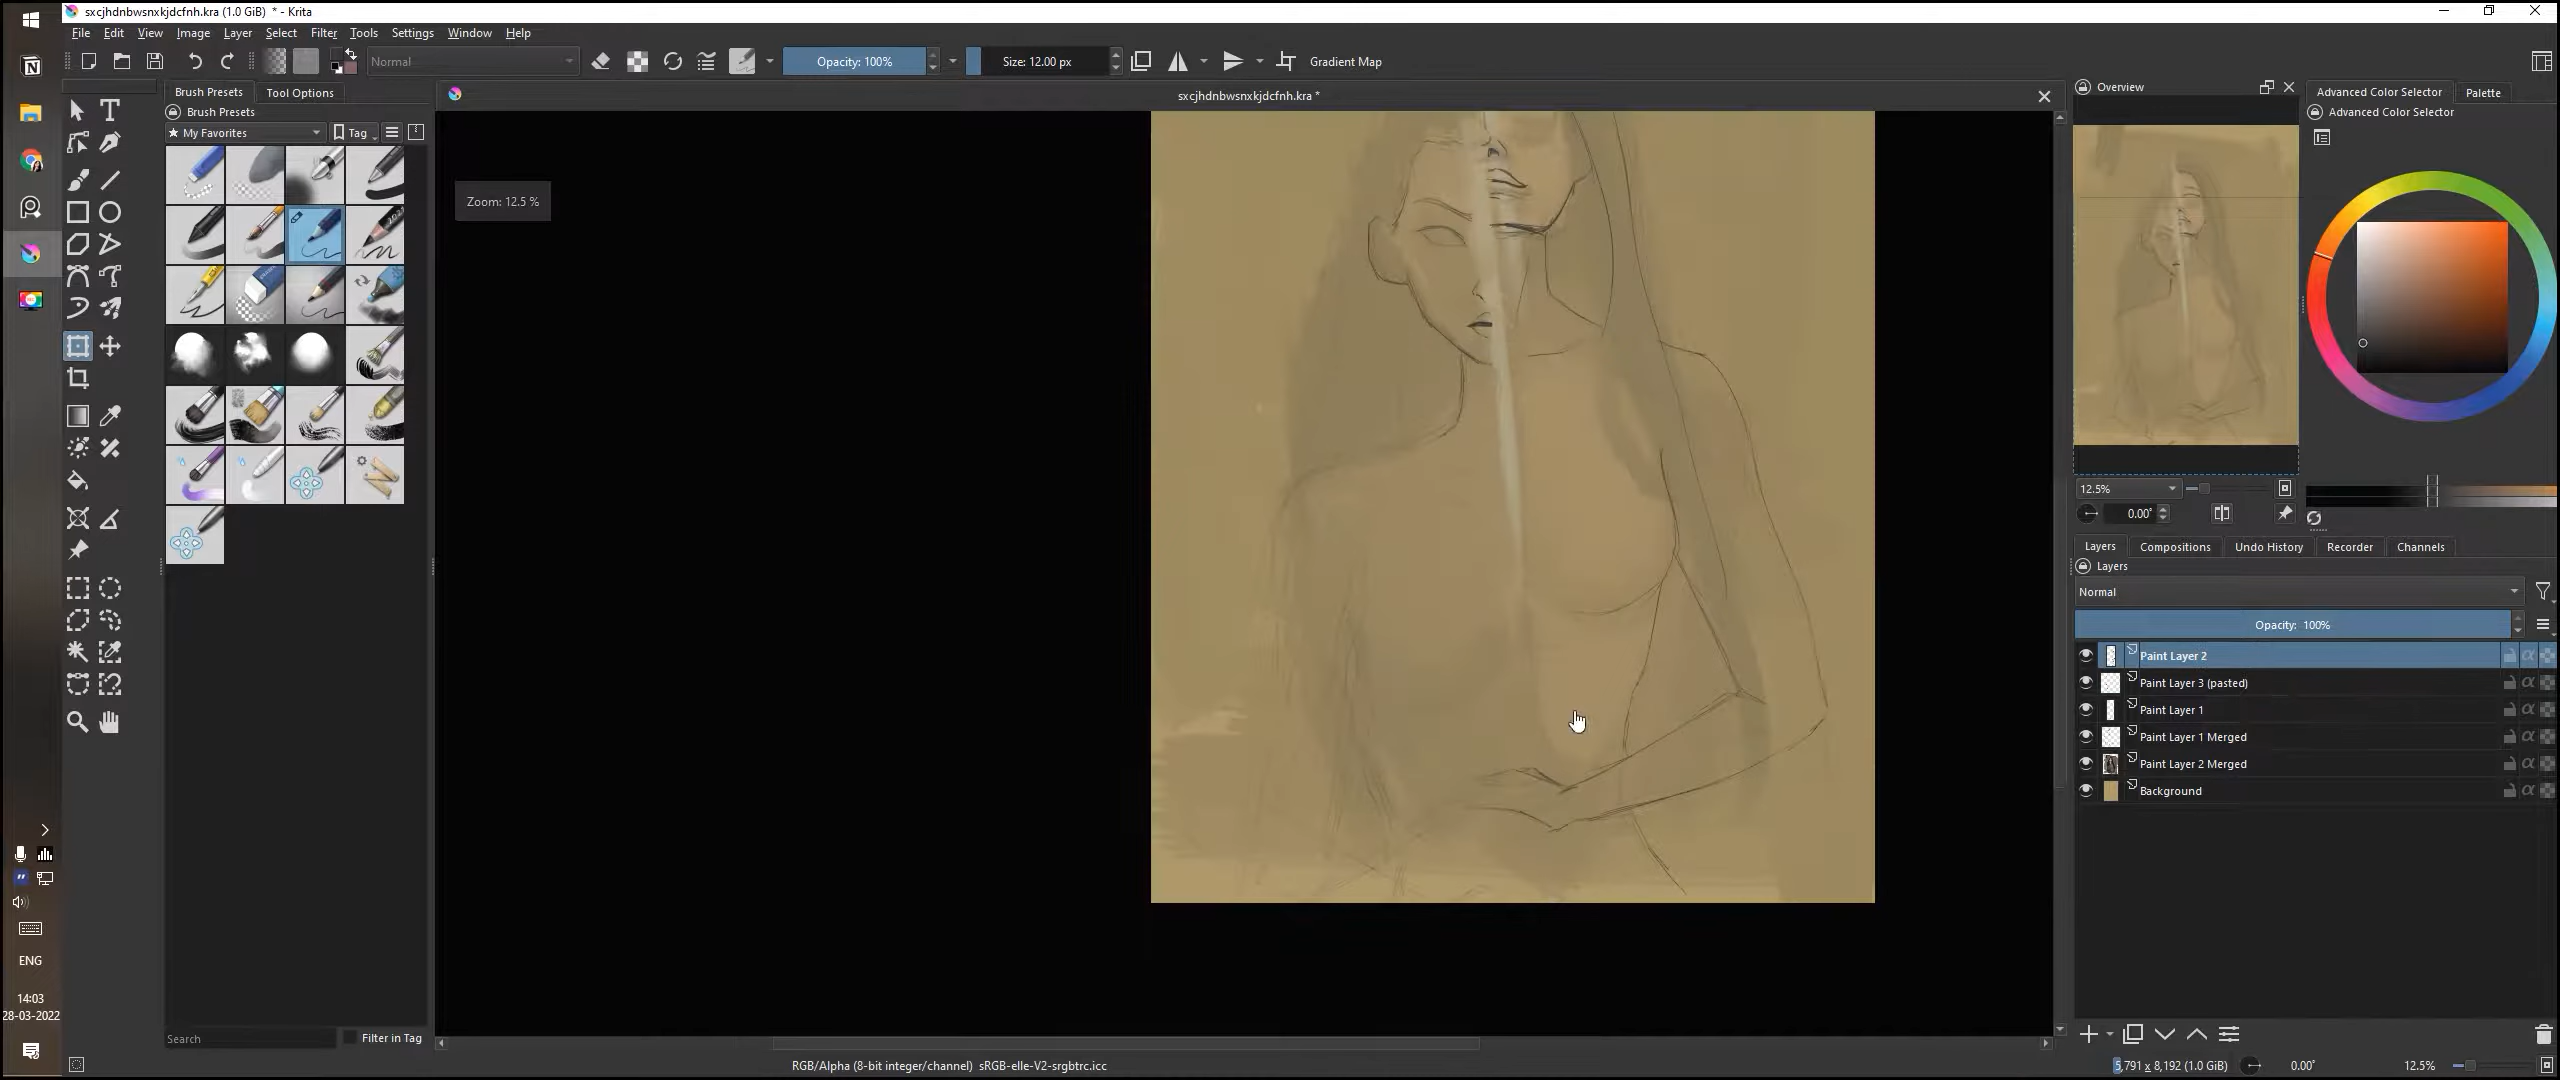 sxcjhdnbwsnxkjdcfnh.kra (1.0 GiB) * - Krita
File Edit View Image Layer Select Filter Tools Settings Window Help
Normal Opacity: 100% Size: 12.00 px Gradient Map
Brush Presets Tool Options
Brush Presets
My Favorites Tag
sxcjhdnbwsnxkjdcfnh.kra *
Zoom: 12.5 %
Search Filter in Tag
RGB/Alpha (8-bit integer/channel) sRGB-elle-V2-srgbtrc.icc
Overview
12.5%
0.00°
Advanced Color Selector Palette
Advanced Color Selector
Layers Compositions Undo History Recorder Channels
Layers
Normal
Opacity: 100%
Paint Layer 2
Paint Layer 3 (pasted)
Paint Layer 1
Paint Layer 1 Merged
Paint Layer 2 Merged
Background
5,791 x 8,192 (1.0 GiB) 0.00° 12.5%
ENG
14:03
28-03-2022